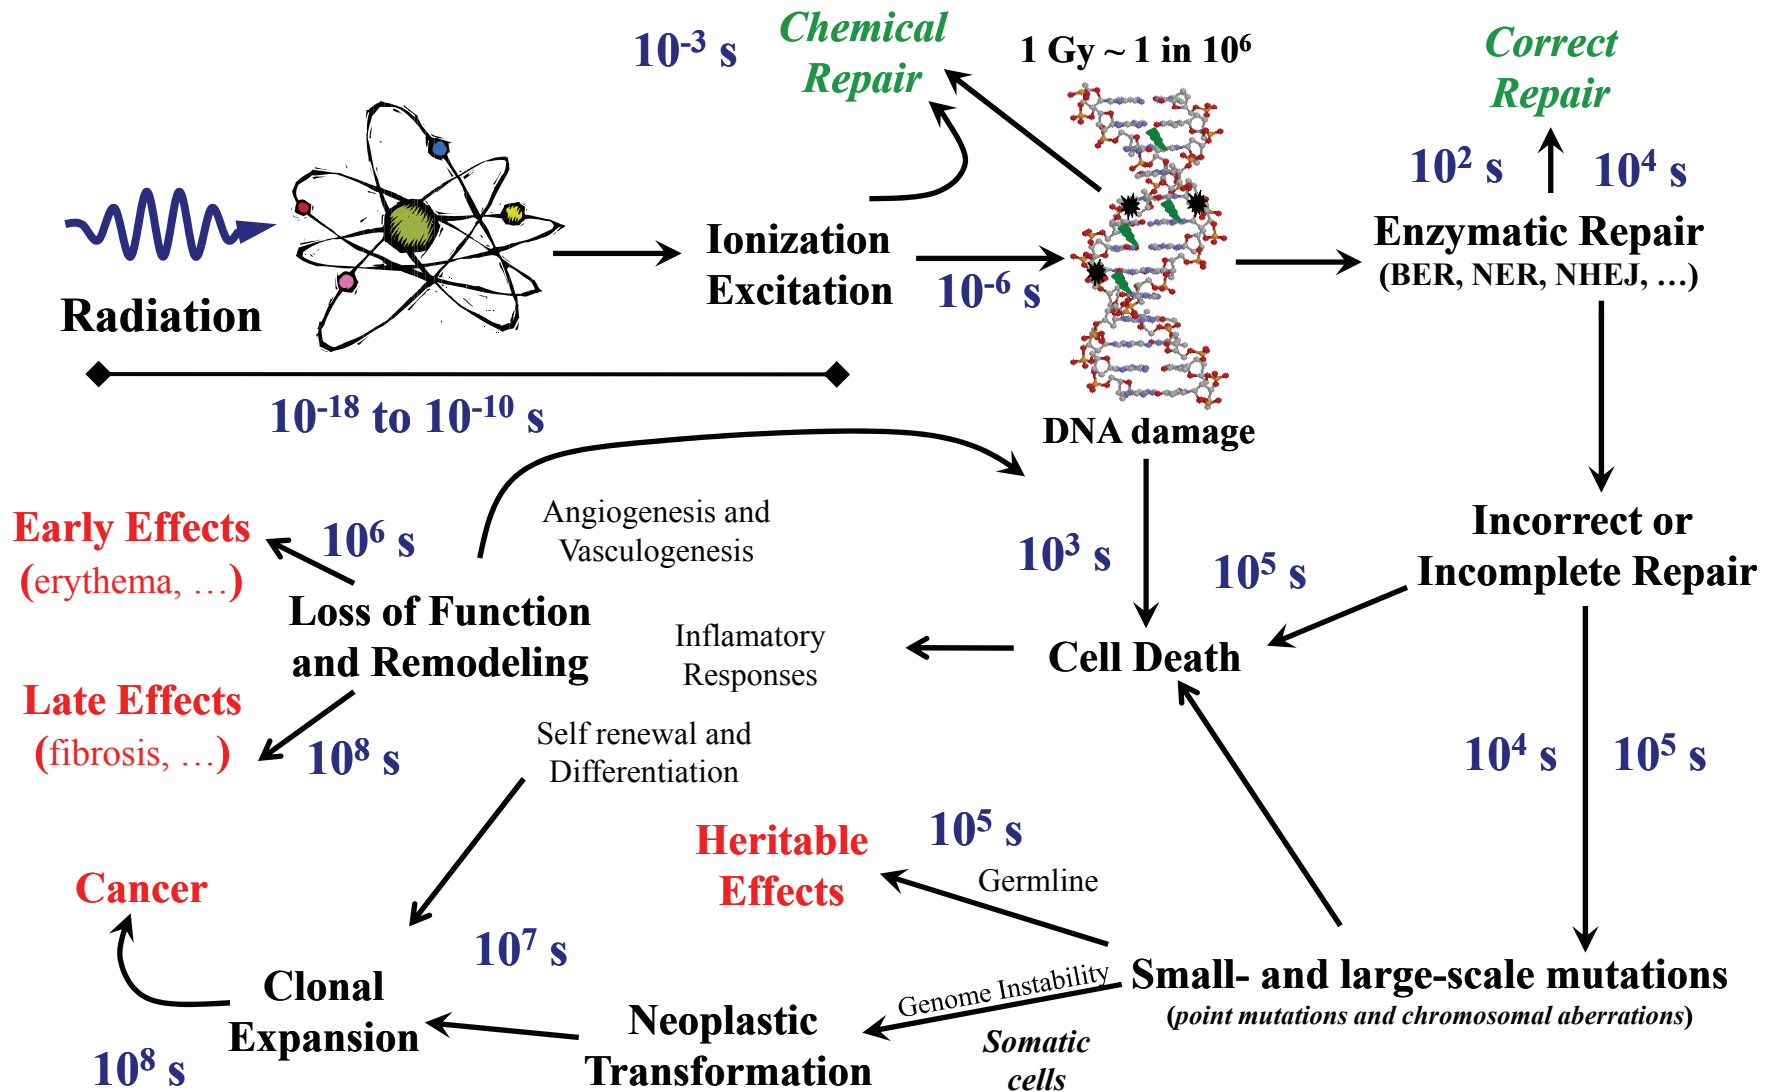 10⁻³ s
Chemical
Repair
1 Gy ~ 1 in 10⁶
Correct
Repair
10² s
10⁴ s
Radiation
Ionization
Excitation
10⁻⁶ s
Enzymatic Repair
(BER, NER, NHEJ, …)
10⁻¹⁸ to 10⁻¹⁰ s
DNA damage
Early Effects
(erythema, …)
10⁶ s
Angiogenesis and
Vasculogenesis
10³ s
10⁵ s
Incorrect or
Incomplete Repair
Loss of Function
and Remodeling
Inflamatory
Responses
Cell Death
Late Effects
(fibrosis, …)
10⁸ s
Self renewal and
Differentiation
10⁴ s
10⁵ s
Heritable
Effects
10⁵ s
Germline
Cancer
10⁷ s
Clonal
Expansion
10⁸ s
Neoplastic
Transformation
Genome Instability
Somatic
cells
Small- and large-scale mutations
(point mutations and chromosomal aberrations)